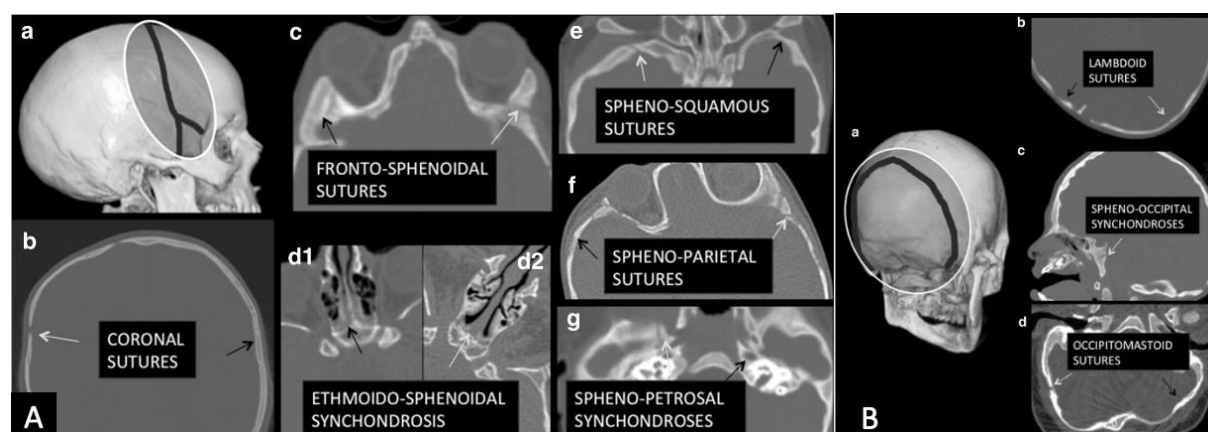 a
c
FRONTO-SPHENOIDAL
SUTURES
e
SPHENO-SQUAMOUS
SUTURES
b
CORONAL
SUTURES
A
d1
d2
ETHMOIDO-SPHENOIDAL
SYNCHONDROSIS
f
SPHENO-PARIETAL
SUTURES
g
SPHENO-PETROSAL
SYNCHONDROSES
a
B
b
LAMBDOID
SUTURES
c
SPHENO-OCCIPITAL
SYNCHONDROSES
d
OCCIPITOMASTOID
SUTURES